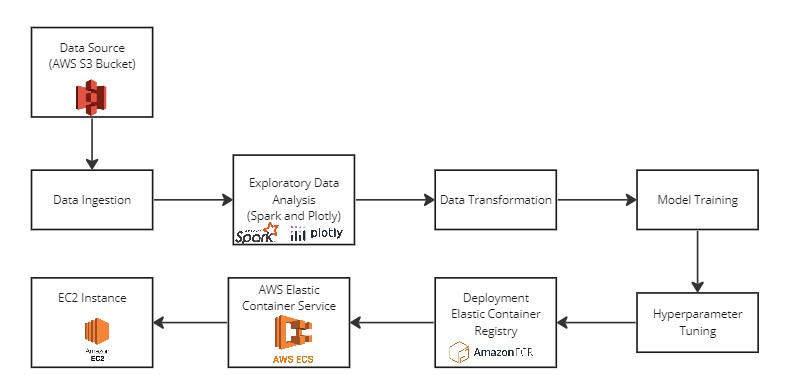 Data Source
(AWS S3 Bucket)
Data Ingestion
Exploratory Data
Analysis
(Spark and Plotly)
Spark
plotly
Data Transformation
Model Training
EC2 Instance
Amazon
EC2
AWS Elastic
Container Service
AWS ECS
Deployment
Elastic Container
Registry
Amazon ECR
Hyperparameter
Tuning